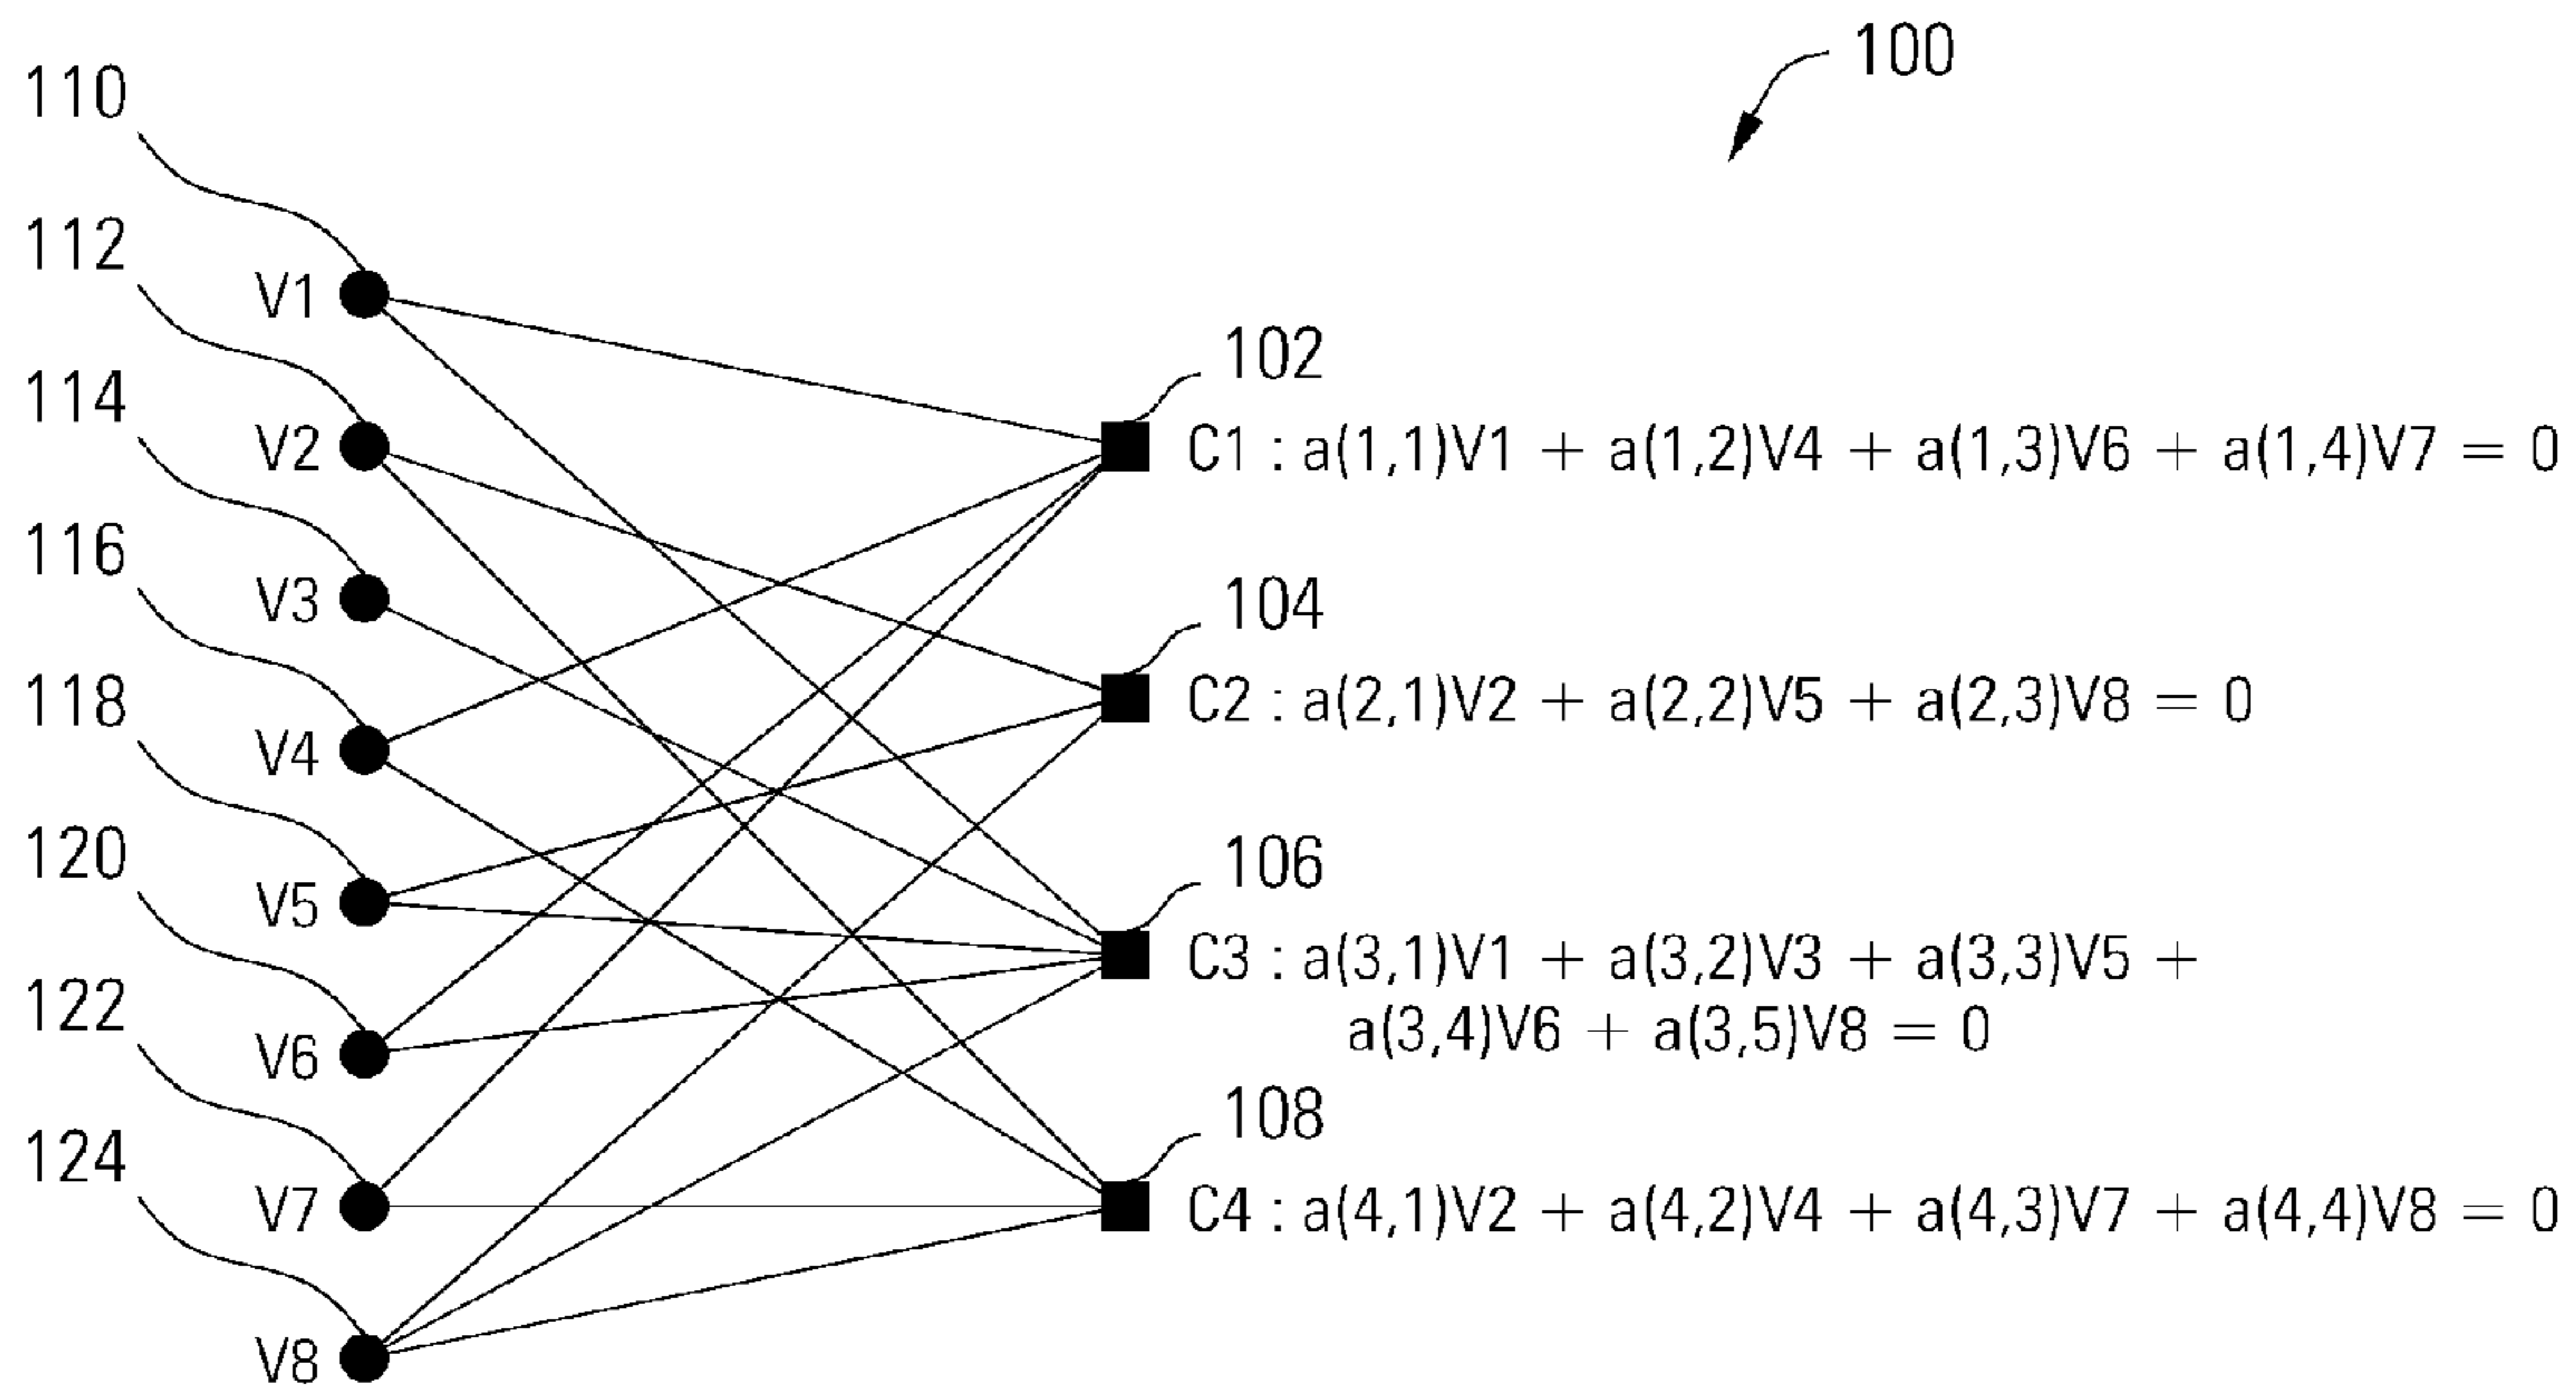 100
110
112
V1
102
114
V2
C1 : a(1,1)V1 + a(1,2)V4 + a(1,3)V6 + a(1,4)V7 = 0
116
V3
104
118
V4
C2 : a(2,1)V2 + a(2,2)V5 + a(2,3)V8 = 0
120
V5
106
C3 : a(3,1)V1 + a(3,2)V3 + a(3,3)V5 +
a(3,4)V6 + a(3,5)V8 = 0
122
V6
108
124
V7
C4 : a(4,1)V2 + a(4,2)V4 + a(4,3)V7 + a(4,4)V8 = 0
V8